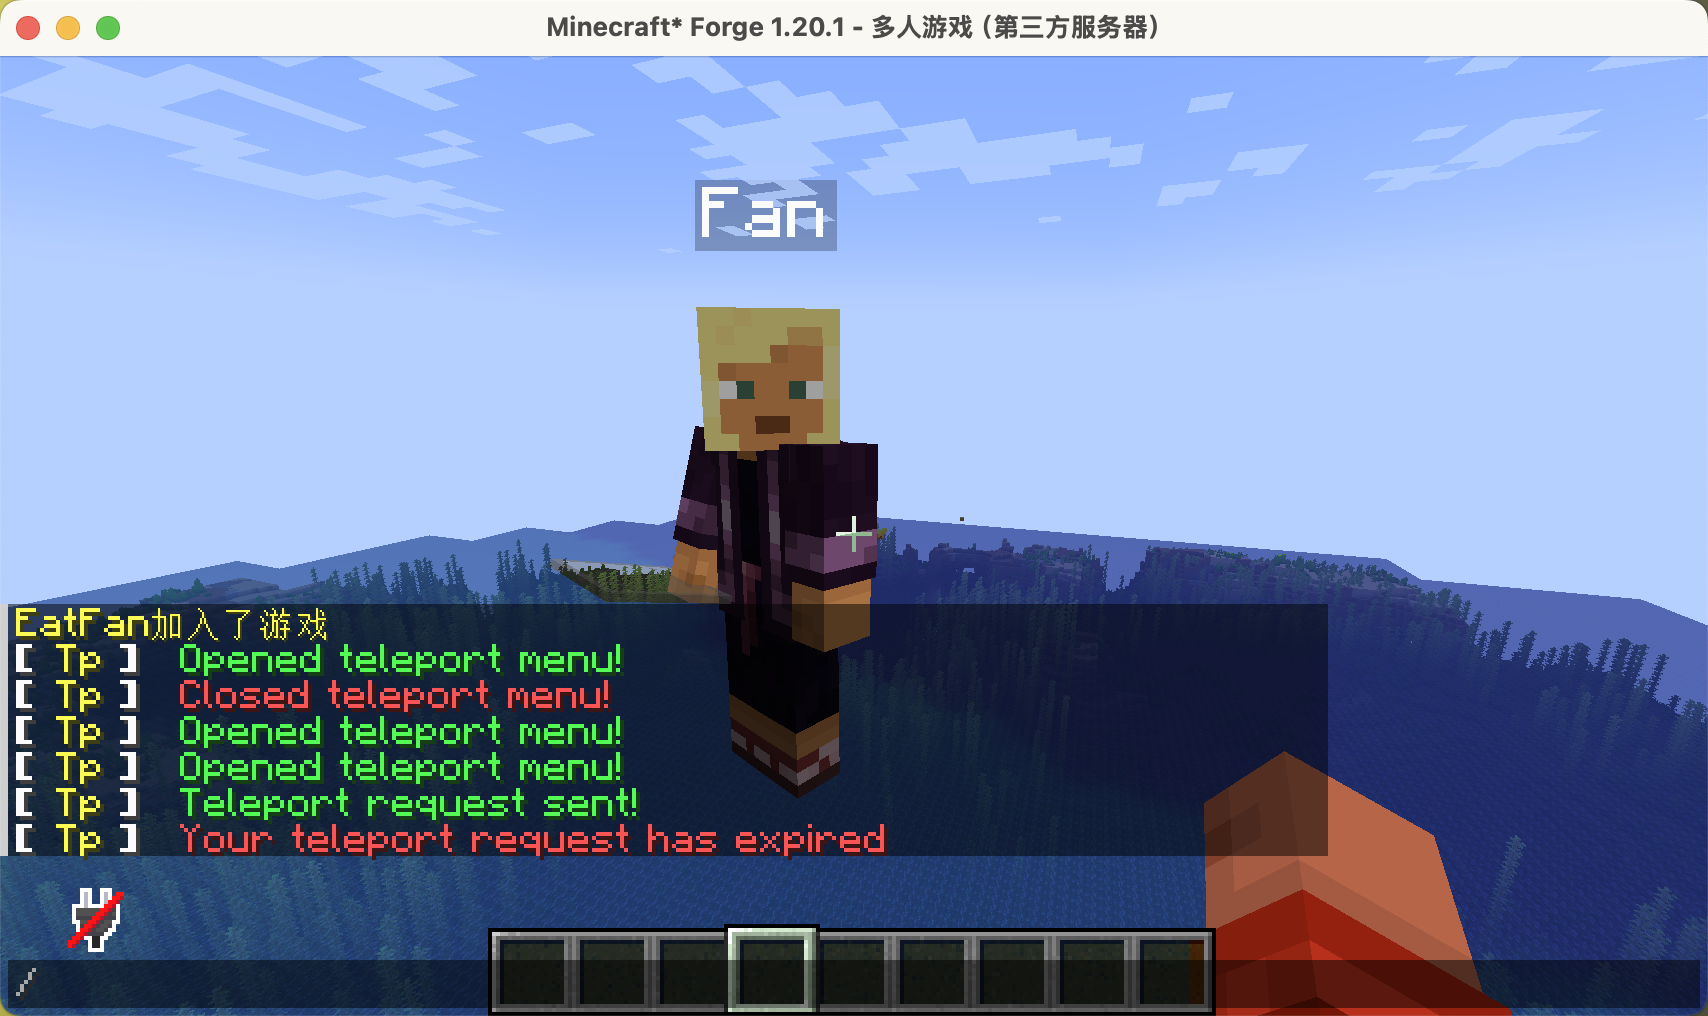 Minecraft* Forge 1.20.1 - 多人游戏（第三方服务器）
Fan
EatFan加入了游戏
[ Tp ] Opened teleport menu!
[ Tp ] Closed teleport menu!
[ Tp ] Opened teleport menu!
[ Tp ] Opened teleport menu!
[ Tp ] Teleport request sent!
[ Tp ] Your teleport request has expired
/